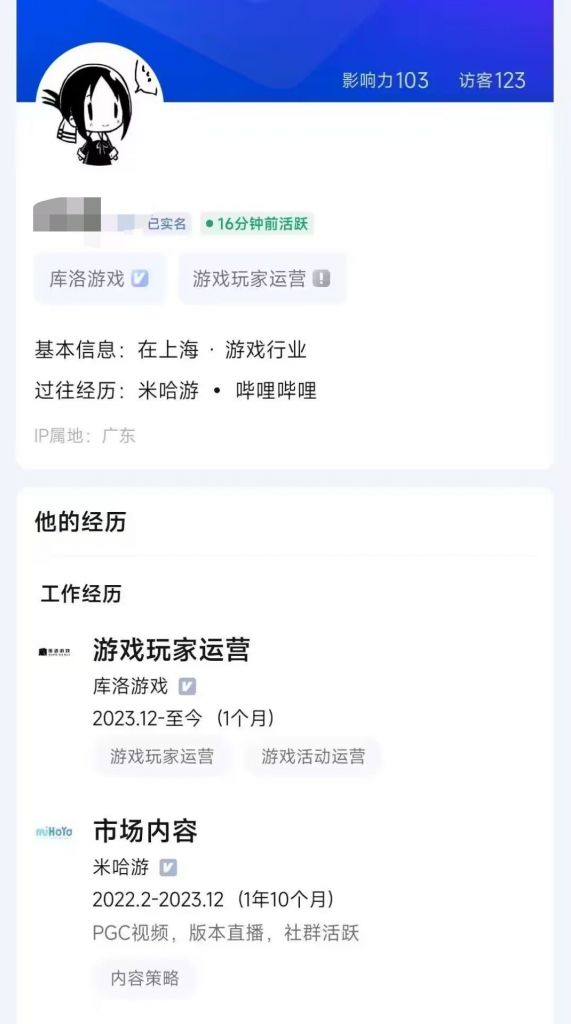 影响力103 访客123
已实名 16分钟前活跃
库洛游戏 游戏玩家运营
基本信息：在上海 · 游戏行业
过往经历：米哈游 • 哔哩哔哩
IP属地：广东
他的经历
工作经历
游戏玩家运营
库洛游戏
2023.12-至今（1个月）
游戏玩家运营 游戏活动运营
miHoYo
市场内容
米哈游
2022.2-2023.12（1年10个月）
PGC视频，版本直播，社群活跃
内容策略